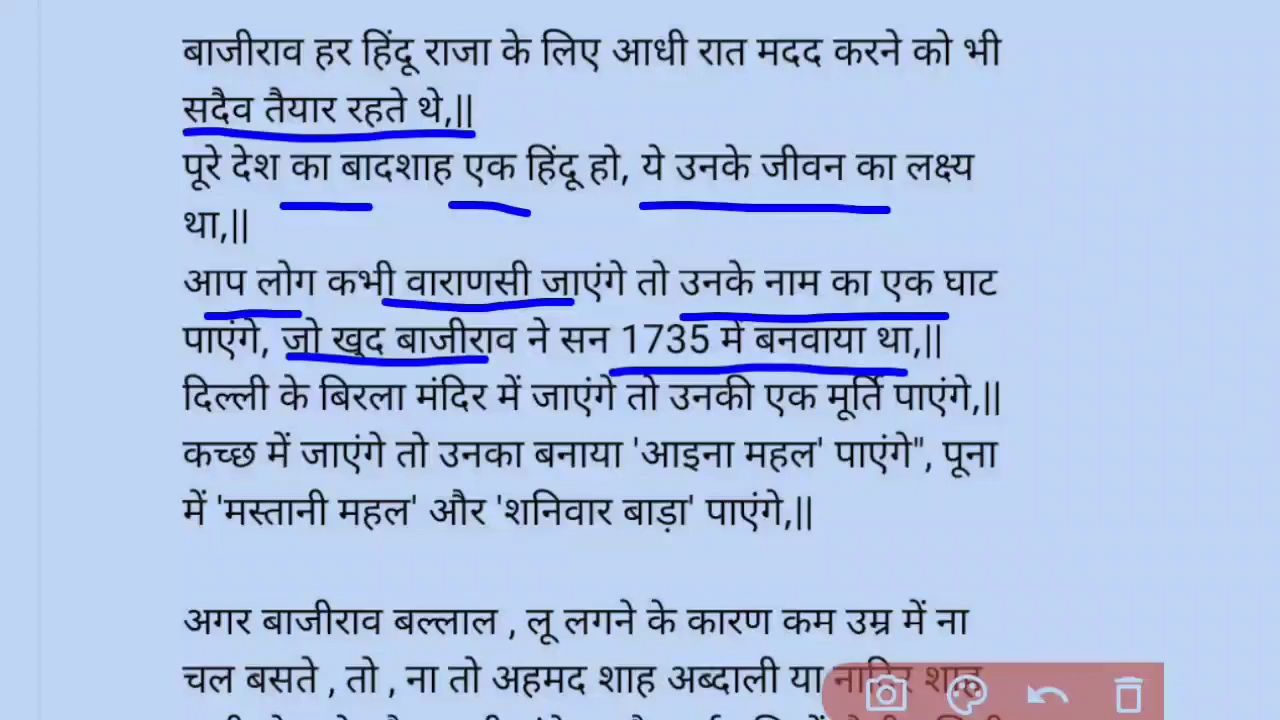 बाजीराव हर हिंदू राजा के लिए आधी रात मदद करने को भी
सदैव तैयार रहते थे,||
पूरे देश का बादशाह एक हिंदू हो, ये उनके जीवन का लक्ष्य
था,||
आप लोग कभी वाराणसी जाएंगे तो उनके नाम का एक घाट
पाएंगे, जो खुद बाजीराव ने सन 1735 में बनवाया था,||
दिल्ली के बिरला मंदिर में जाएंगे तो उनकी एक मूर्ति पाएंगे,||
कच्छ में जाएंगे तो उनका बनाया 'आइना महल' पाएंगे", पूना
में 'मस्तानी महल' और 'शनिवार बाड़ा' पाएंगे,||
अगर बाजीराव बल्लाल , लू लगने के कारण कम उम्र में ना
चल बसते , तो , ना तो अहमद शाह अब्दाली या नादिर शाह